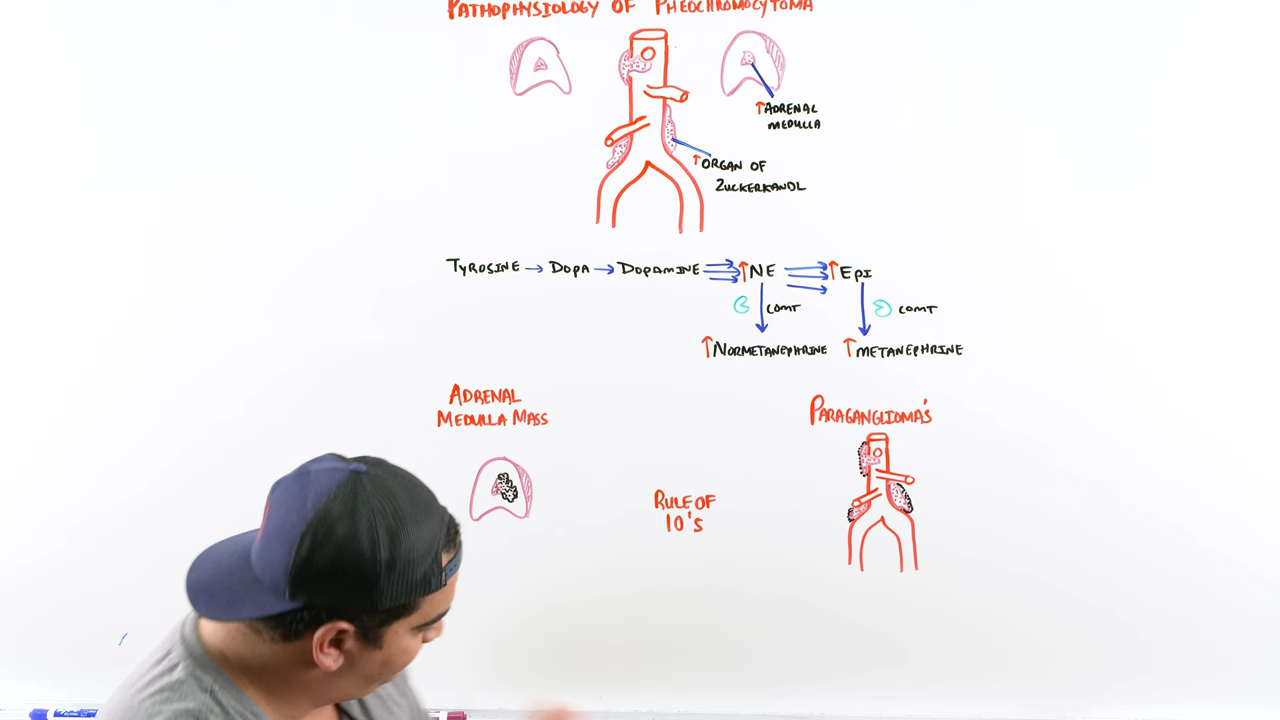 PATHOPHYSIOLOGY OF PHEOCHROMOCYTOMA
↑ADRENAL
MEDULLA
↑ORGAN OF
ZUCKERKANDL
TYROSINE → DOPA → DOPAMINE ↑NE ↑EPI
COMT COMT
↑NORMETANEPHRINE ↑METANEPHRINE
ADRENAL
MEDULLA MASS
PARAGANGLIOMA'S
RULE OF
10'S